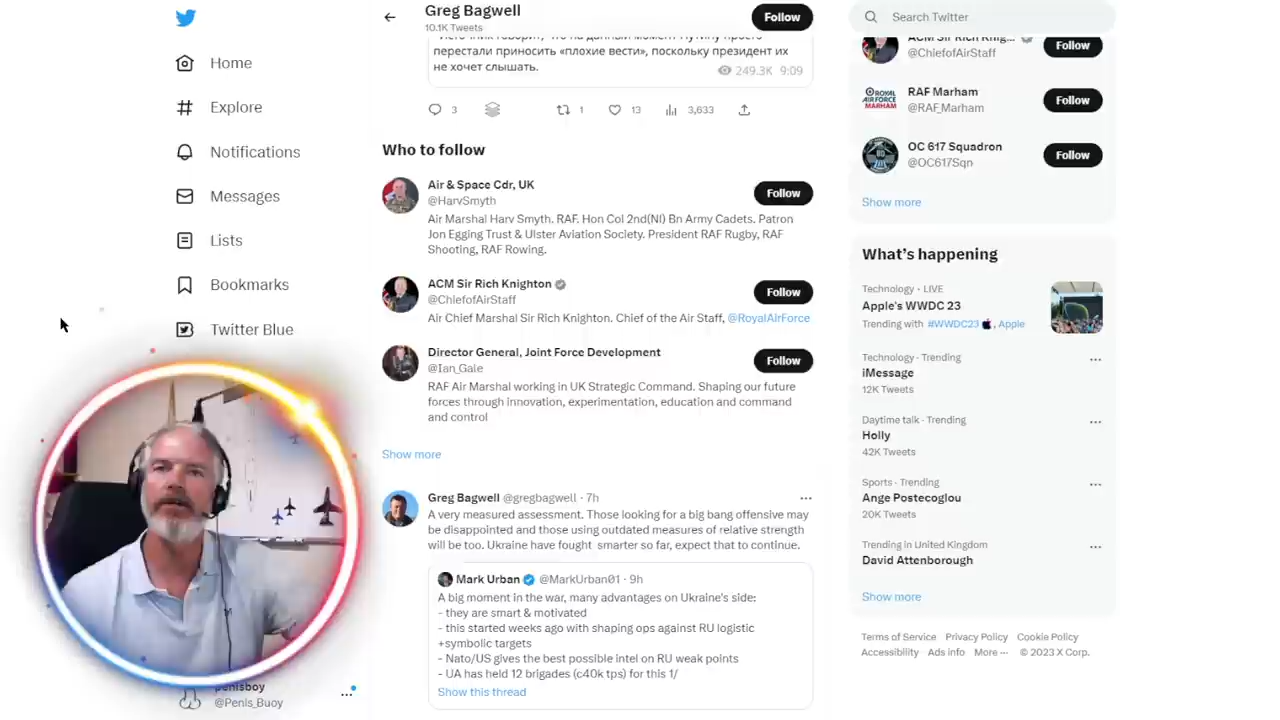 Home
Explore
Notifications
Messages
Lists
Bookmarks
Twitter Blue
penisboy
@Penis_Buoy
Greg Bagwell
10.1K Tweets
Follow
перестали приносить «плохие вести», поскольку президент их
не хочет слышать.
249.3K 9:09
3
1
13
3,633
Who to follow
Air & Space Cdr, UK
@HarvSmyth
Follow
Air Marshal Harv Smyth. RAF. Hon Col 2nd(NI) Bn Army Cadets. Patron
Jon Egging Trust & Ulster Aviation Society. President RAF Rugby, RAF
Shooting, RAF Rowing.
ACM Sir Rich Knighton
@ChiefofAirStaff
Follow
Air Chief Marshal Sir Rich Knighton. Chief of the Air Staff, @RoyalAirForce
Director General, Joint Force Development
@Ian_Gale
Follow
RAF Air Marshal working in UK Strategic Command. Shaping our future
forces through innovation, experimentation, education and command
and control
Show more
Greg Bagwell @gregbagwell · 7h
A very measured assessment. Those looking for a big bang offensive may
be disappointed and those using outdated measures of relative strength
will be too. Ukraine have fought smarter so far, expect that to continue.
Mark Urban @MarkUrban01 · 9h
A big moment in the war, many advantages on Ukraine's side:
- they are smart & motivated
- this started weeks ago with shaping ops against RU logistic
+symbolic targets
- Nato/US gives the best possible intel on RU weak points
- UA has held 12 brigades (c40k tps) for this 1/
Show this thread
Search Twitter
ACM Sir Rich Knig...
@ChiefofAirStaff
Follow
ROYAL
AIR FORCE
MARHAM
RAF Marham
@RAF_Marham
Follow
OC 617 Squadron
@OC617Sqn
Follow
Show more
What's happening
Technology · LIVE
Apple's WWDC 23
Trending with #WWDC23 , Apple
Technology · Trending
iMessage
12K Tweets
Daytime talk · Trending
Holly
42K Tweets
Sports · Trending
Ange Postecoglou
20K Tweets
Trending in United Kingdom
David Attenborough
Show more
Terms of Service Privacy Policy Cookie Policy
Accessibility Ads info More ··· © 2023 X Corp.